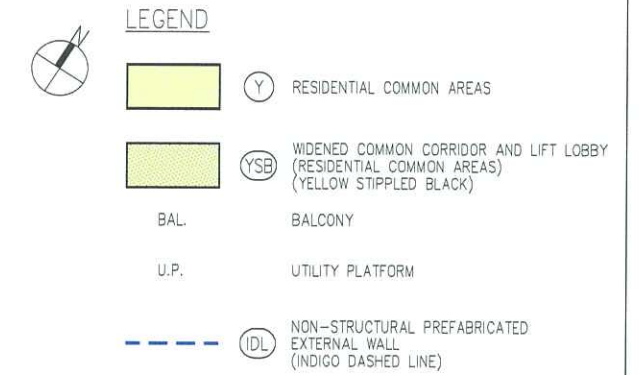 LEGEND
N
Y RESIDENTIAL COMMON AREAS
YSB WIDENED COMMON CORRIDOR AND LIFT LOBBY
(RESIDENTIAL COMMON AREAS)
(YELLOW STIPPLED BLACK)
BAL. BALCONY
U.P. UTILITY PLATFORM
IDL NON-STRUCTURAL PREFABRICATED
EXTERNAL WALL
(INDIGO DASHED LINE)